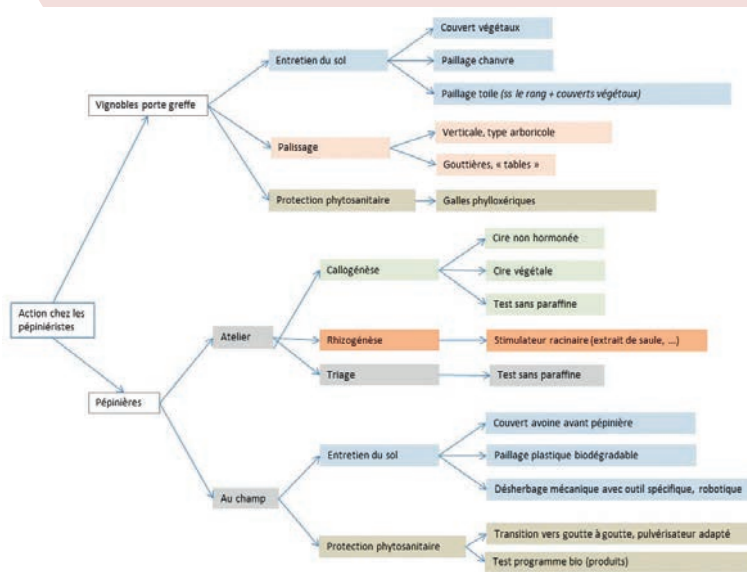 Couvert végétaux
Entretien du sol
Paillage chanvre
Paillage toile (ss le rang + couverts végétaux)
Vignobles porte greffe
Verticale, type arboricole
Palissage
Gouttières, « tables »
Protection phytosanitaire
Galles phylloxériques
Cire non hormonée
Callogénèse
Cire végétale
Test sans paraffine
Action chez les
pépiniéristes
Atelier
Rhizogénèse
Stimulateur racinaire (extrait de saule, ...)
Triage
Test sans paraffine
Pépinières
Couvert avoine avant pépinière
Entretien du sol
Paillage plastique biodégradable
Désherbage mécanique avec outil spécifique, robotique
Au champ
Transition vers goutte à goutte, pulvérisateur adapté
Protection phytosanitaire
Test programme bio (produits)